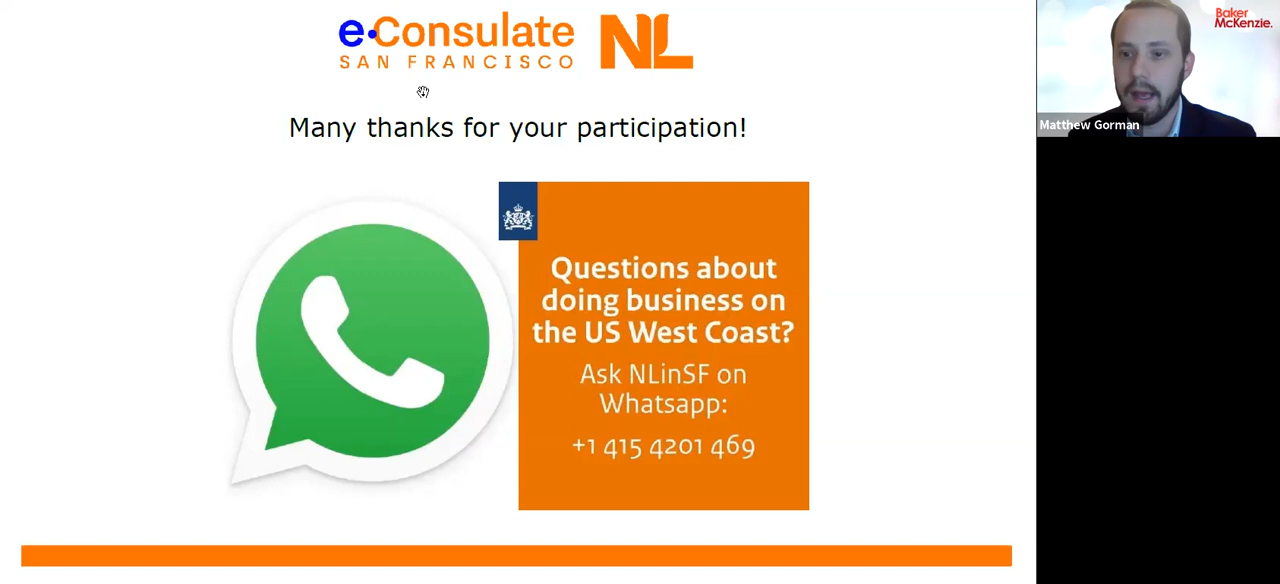 e·Consulate
SAN FRANCISCO
NL
Many thanks for your participation!
Questions about
doing business on
the US West Coast?
Ask NLinSF on
Whatsapp:
+1 415 4201 469
Baker
McKenzie.
Matthew Gorman